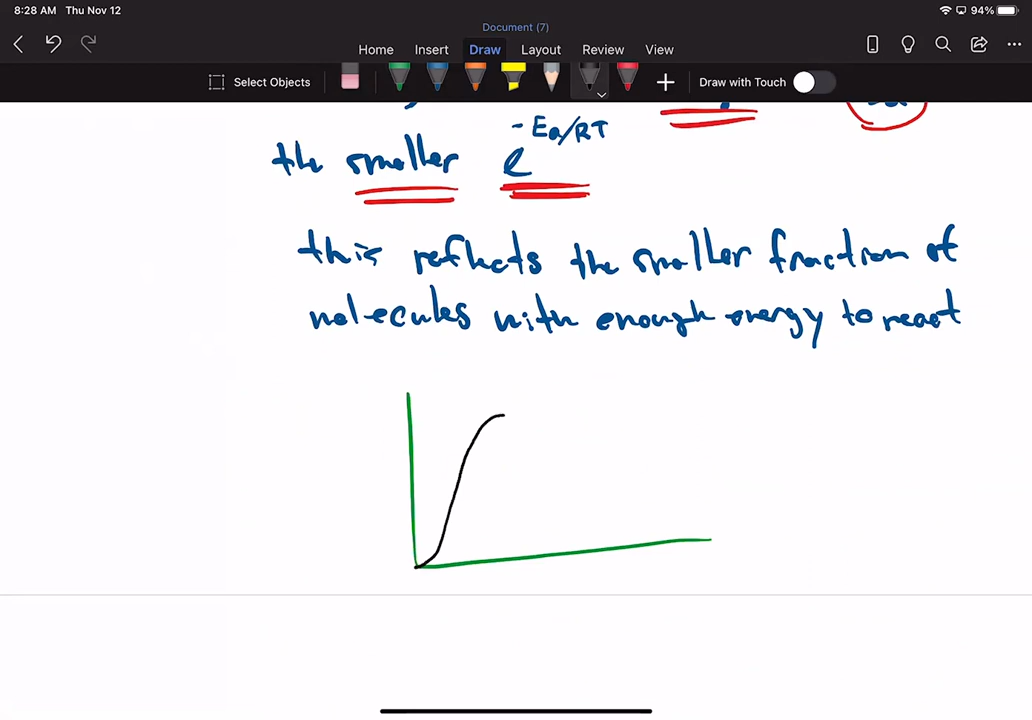 8:28 AM Thu Nov 12
94%
Document (7)
Home Insert Draw Layout Review View
Select Objects
Draw with Touch
the smaller e^-Ea/RT
this reflects the smaller fraction of
molecules with enough energy to react